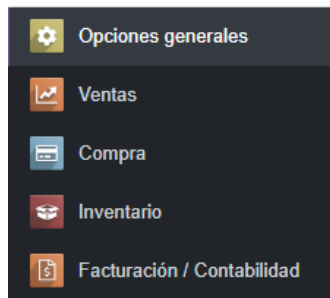 Opciones generales
Ventas
Compra
Inventario
Facturación / Contabilidad